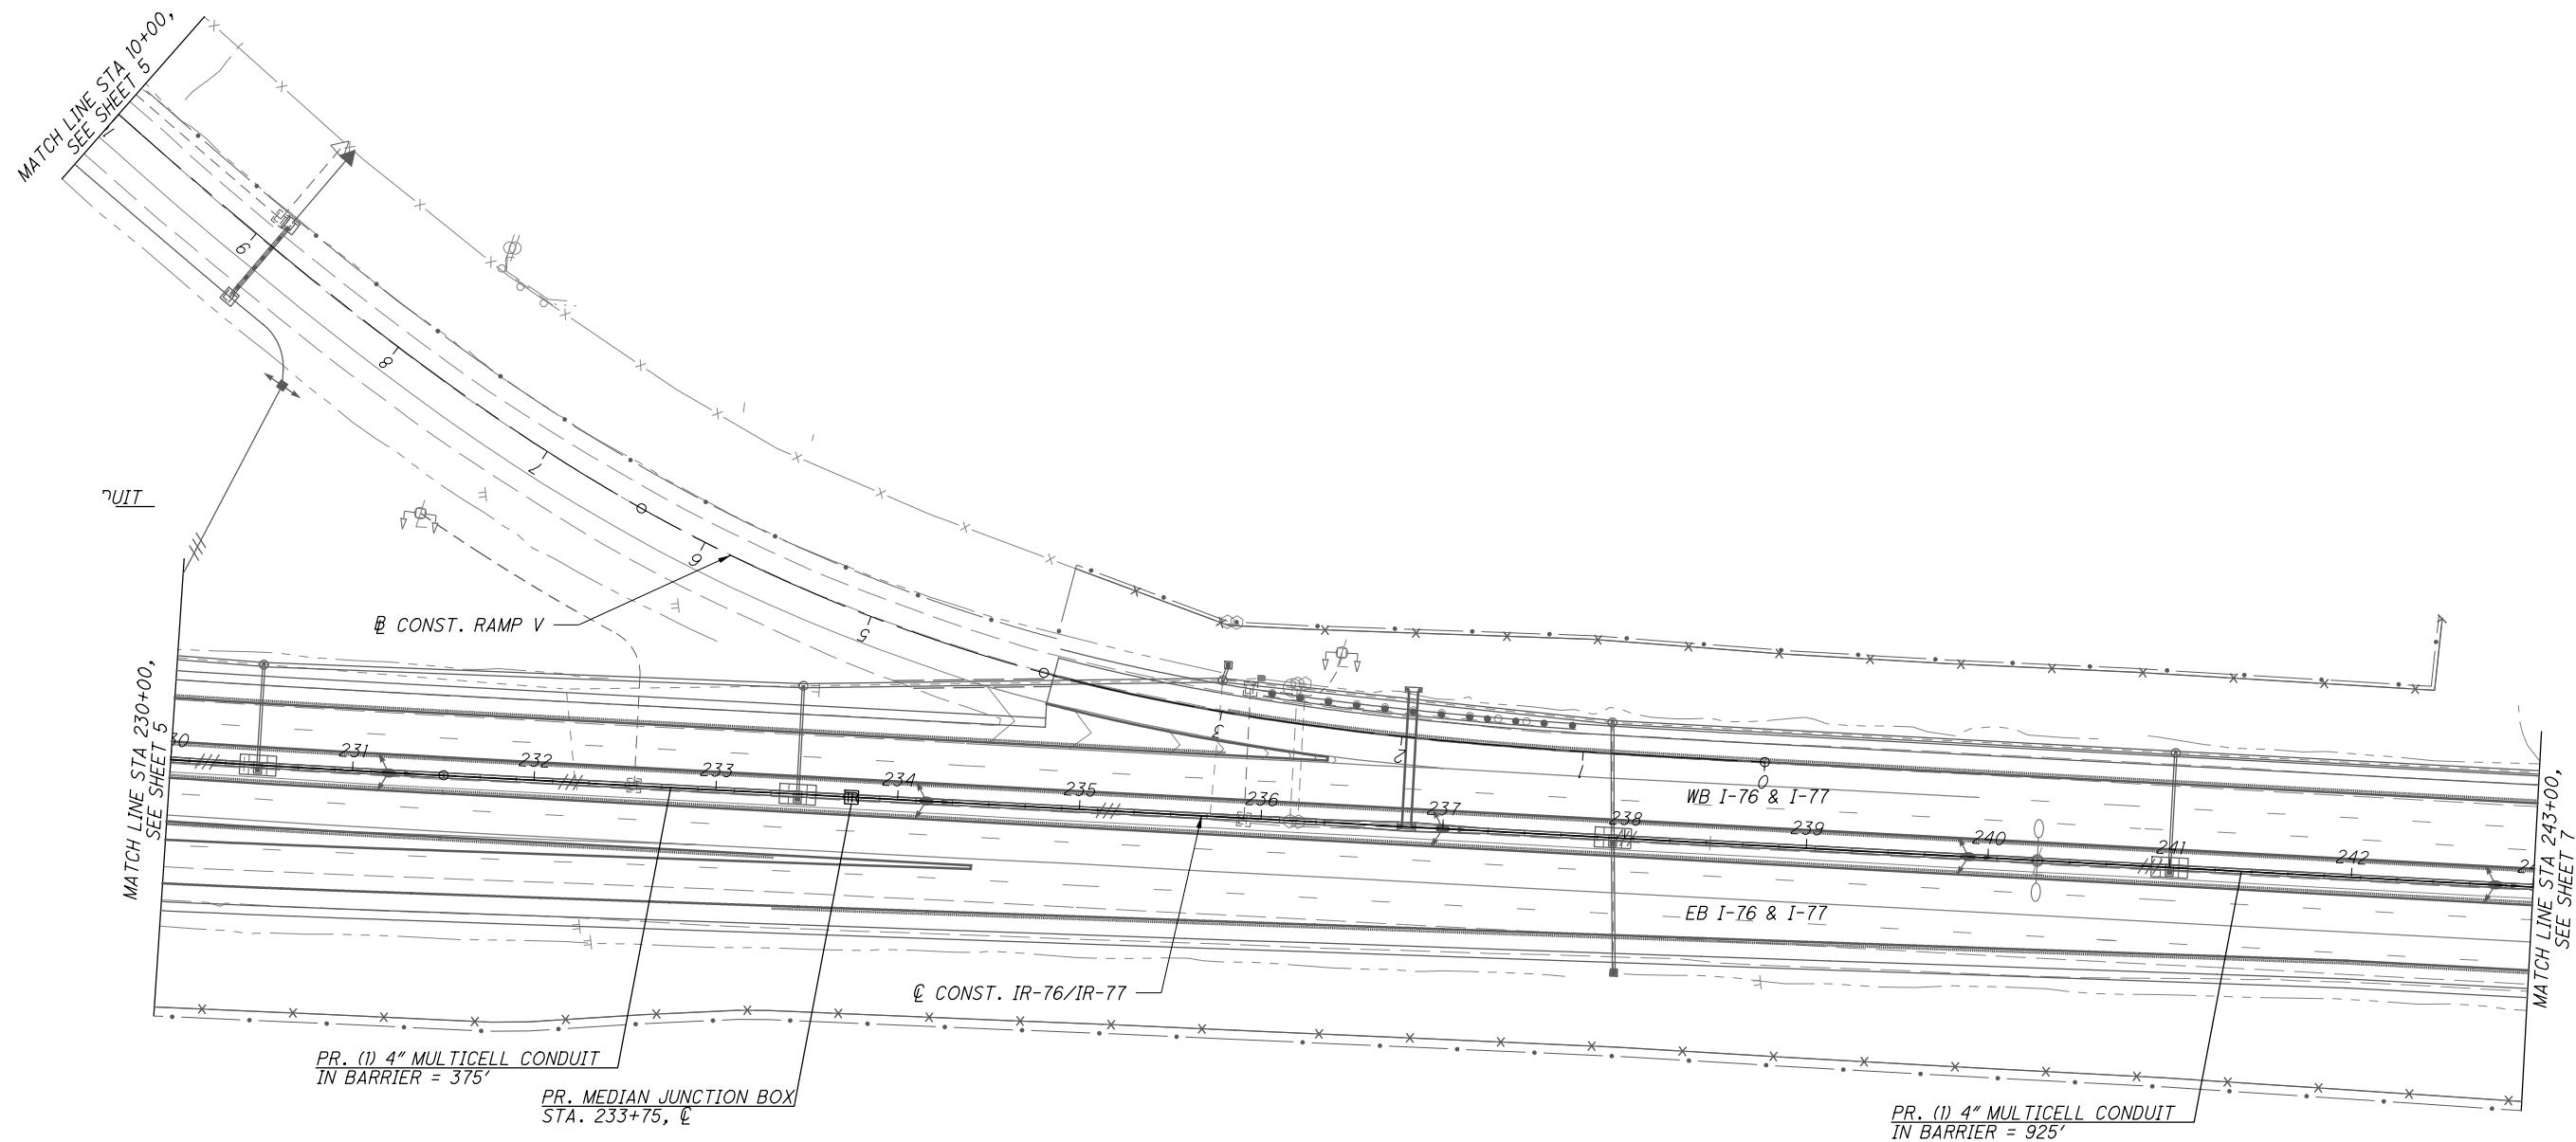 MATCH LINE STA 10+00,
SEE SHEET 5
9
8
7
6
5
3
2
1
0
UIT
℄ CONST. RAMP V
MATCH LINE STA 230+00,
SEE SHEET 5
30
231
232
233
234
235
236
237
238
239
240
241
242
WB I-76 & I-77
EB I-76 & I-77
℄ CONST. IR-76/IR-77
MATCH LINE STA 243+00,
SEE SHEET 7
PR. (1) 4" MULTICELL CONDUIT
IN BARRIER = 375'
PR. MEDIAN JUNCTION BOX
STA. 233+75, ℄
PR. (1) 4" MULTICELL CONDUIT
IN BARRIER = 925'